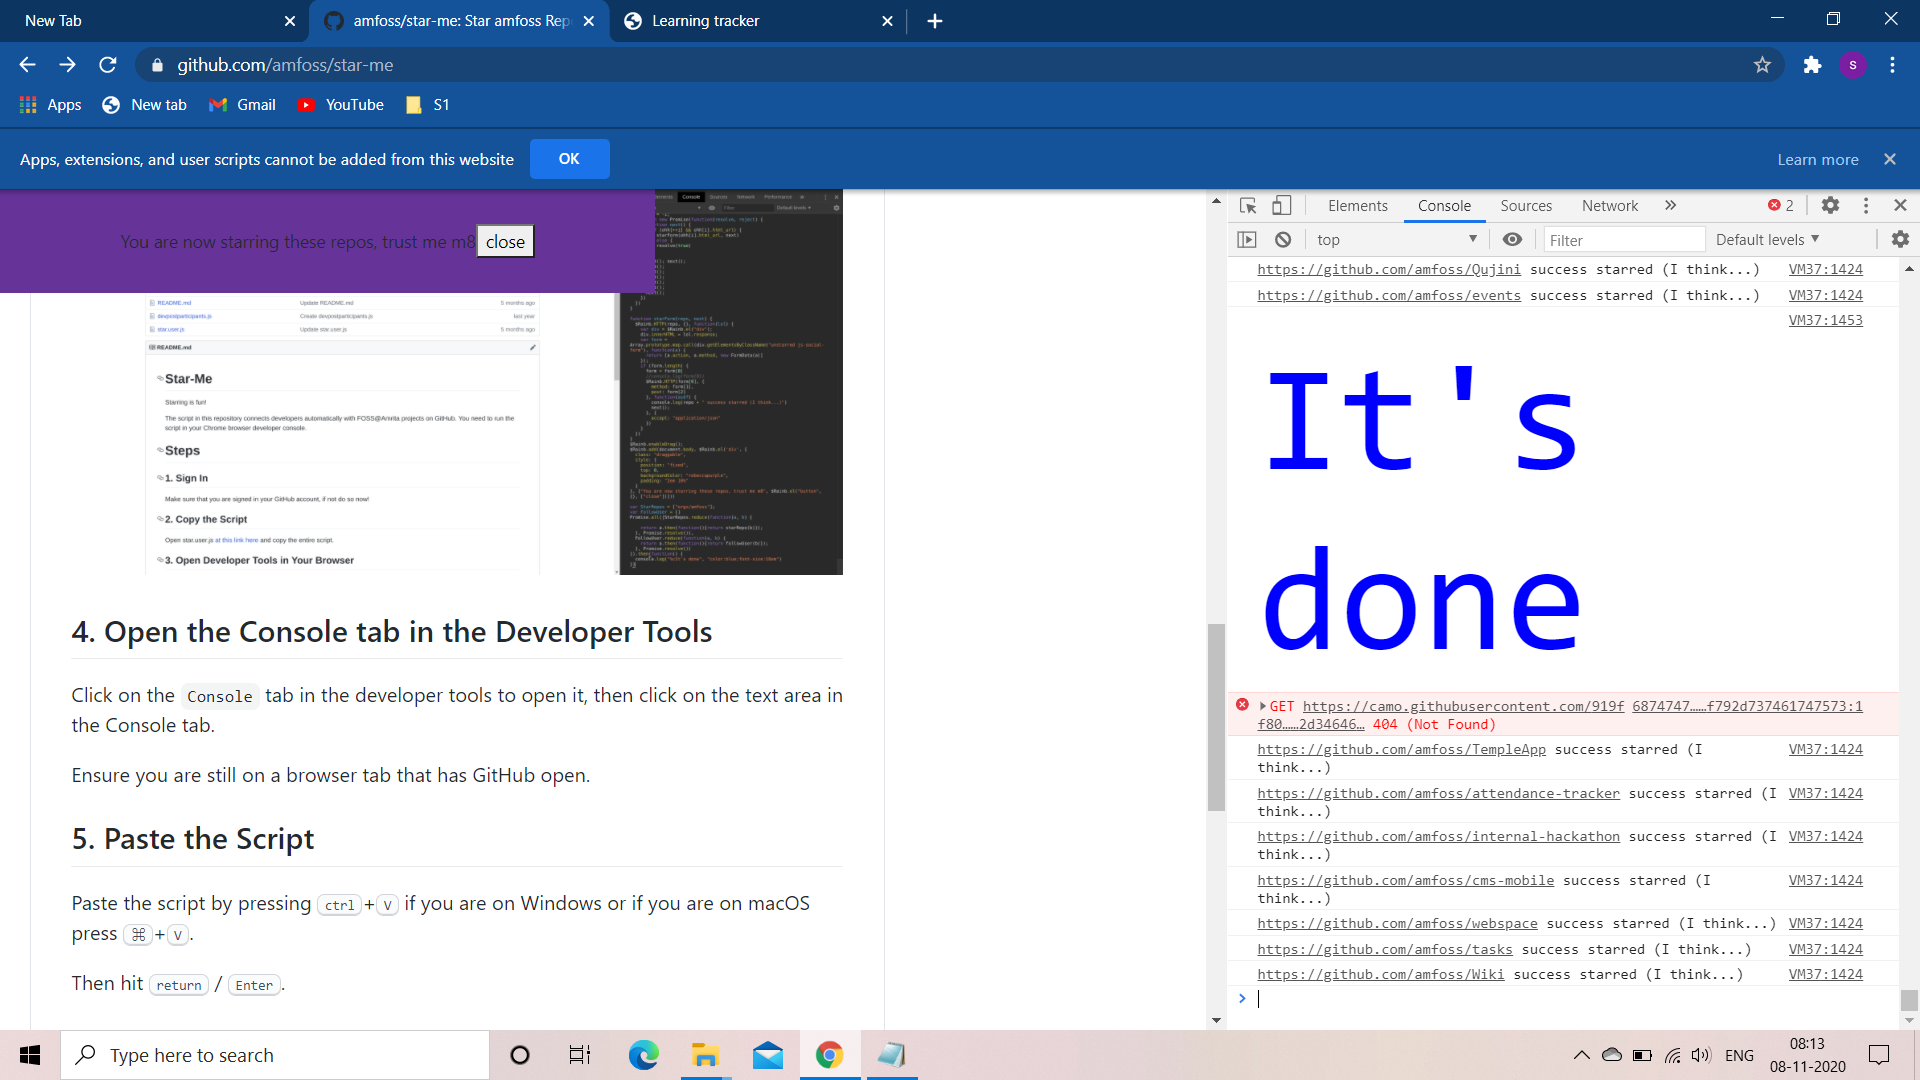 New Tab
amfoss/star-me: Star amfoss Rep
Learning tracker
github.com/amfoss/star-me
S
Apps
New tab
Gmail
YouTube
S1
Apps, extensions, and user scripts cannot be added from this website
OK
Learn more
You are now starring these repos, trust me m8
close
README.md Update README.md 5 months ago
devpostparticipants.js Create devpostparticipants.js last year
star.user.js Update star.user.js 5 months ago
README.md
Star-Me
Starring is fun!
The script in this repository connects developers automatically with FOSS@Amrita projects on GitHub. You need to run the
script in your Chrome browser developer console.
Steps
1. Sign In
Make sure that you are signed in your GitHub account, if not do so now!
2. Copy the Script
Open star.user.js at this link here and copy the entire script.
3. Open Developer Tools in Your Browser
4. Open the Console tab in the Developer Tools
Click on the Console tab in the developer tools to open it, then click on the text area in
the Console tab.
Ensure you are still on a browser tab that has GitHub open.
5. Paste the Script
Paste the script by pressing ctrl+V if you are on Windows or if you are on macOS
press ⌘+V.
Then hit return / Enter.
Elements Console Sources Network » 2
top Filter Default levels
https://github.com/amfoss/Qujini success starred (I think...) VM37:1424
https://github.com/amfoss/events success starred (I think...) VM37:1424
VM37:1453
It's
done
GET https://camo.githubusercontent.com/919f 6874747……f792d737461747573:1
f80……2d34646… 404 (Not Found)
https://github.com/amfoss/TempleApp success starred (I VM37:1424
think...)
https://github.com/amfoss/attendance-tracker success starred (I VM37:1424
think...)
https://github.com/amfoss/internal-hackathon success starred (I VM37:1424
think...)
https://github.com/amfoss/cms-mobile success starred (I VM37:1424
think...)
https://github.com/amfoss/webspace success starred (I think...) VM37:1424
https://github.com/amfoss/tasks success starred (I think...) VM37:1424
https://github.com/amfoss/Wiki success starred (I think...) VM37:1424
>
Type here to search
ENG
08:13
08-11-2020